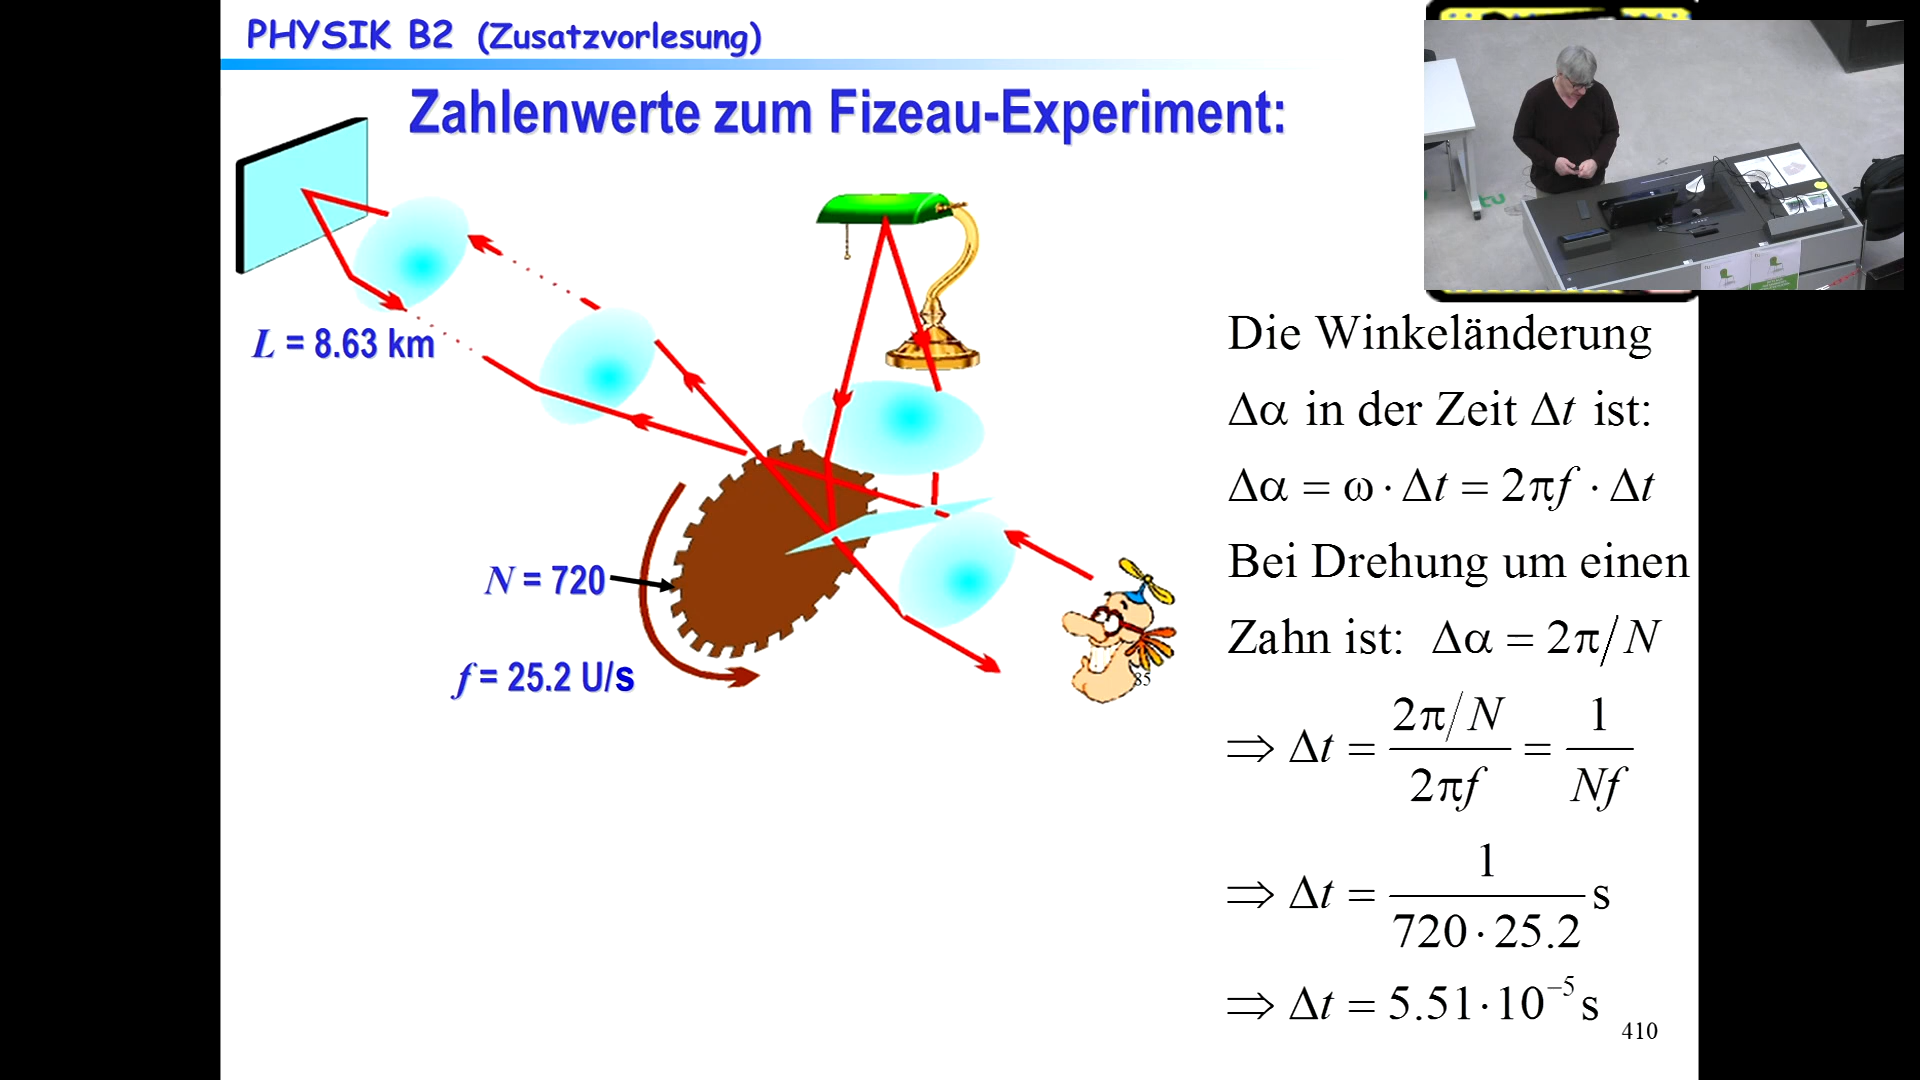 PHYSIK B2 (Zusatzvorlesung)
Zahlenwerte zum Fizeau-Experiment:
L = 8.63 km
N = 720
f = 25.2 U/s
85
Die Winkeländerung
Δα in der Zeit Δt ist:
Δα = ω · Δt = 2πf · Δt
Bei Drehung um einen
Zahn ist: Δα = 2π/N
⇒ Δt = (2π/N)/(2πf) = 1/(Nf)
⇒ Δt = 1/(720·25.2) s
⇒ Δt = 5.51·10⁻⁵ s
410